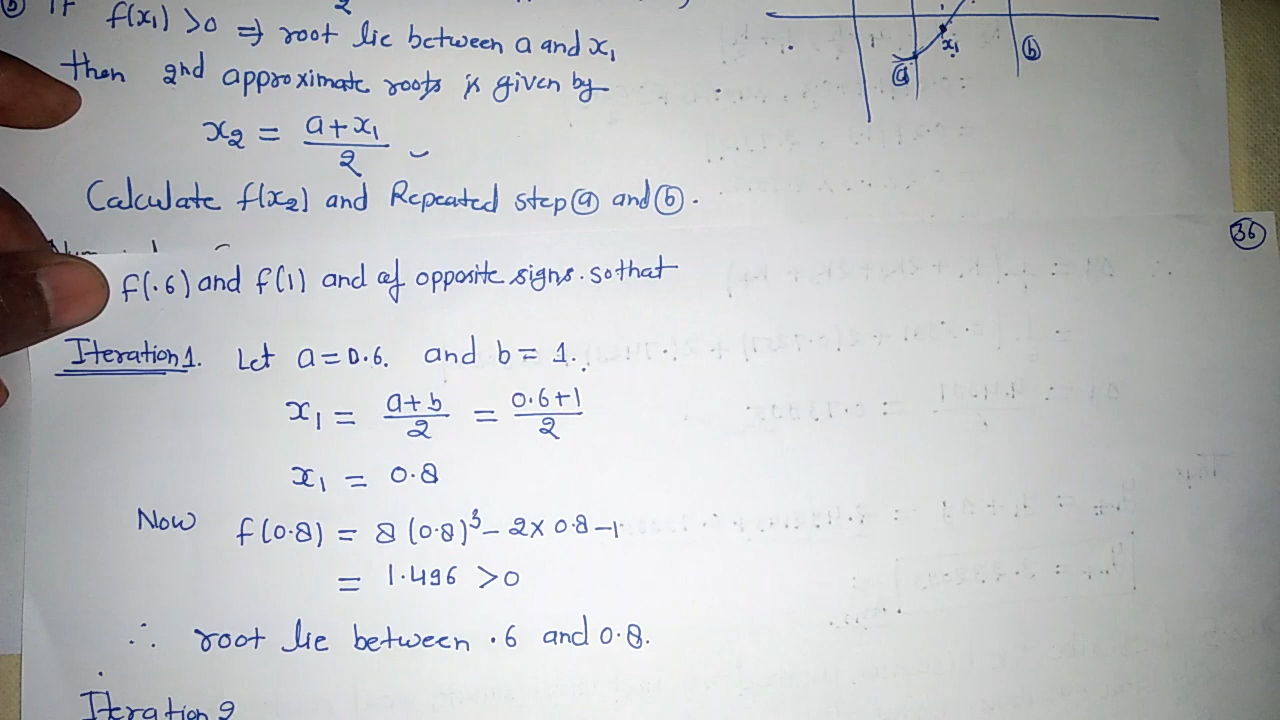 ⓑ If f(x₁) >0 ⇒ root lie between a and x₁
then 2nd approximate roots is given by
x₂ = (a+x₁)/2
Calculate f(x₂) and Repeated step ⓐ and ⓑ.
x₁
ⓐ
ⓑ
36
f(.6) and f(1) and of opposite signs. so that
Iteration 1. Let a = 0.6. and b = 1.
x₁ = (a+b)/2 = (0.6+1)/2
x₁ = 0.8
Now f(0.8) = 8 (0.8)³ - 2 x 0.8 - 1
= 1.496 >0
∴ root lie between .6 and 0.8.
Iteration 2